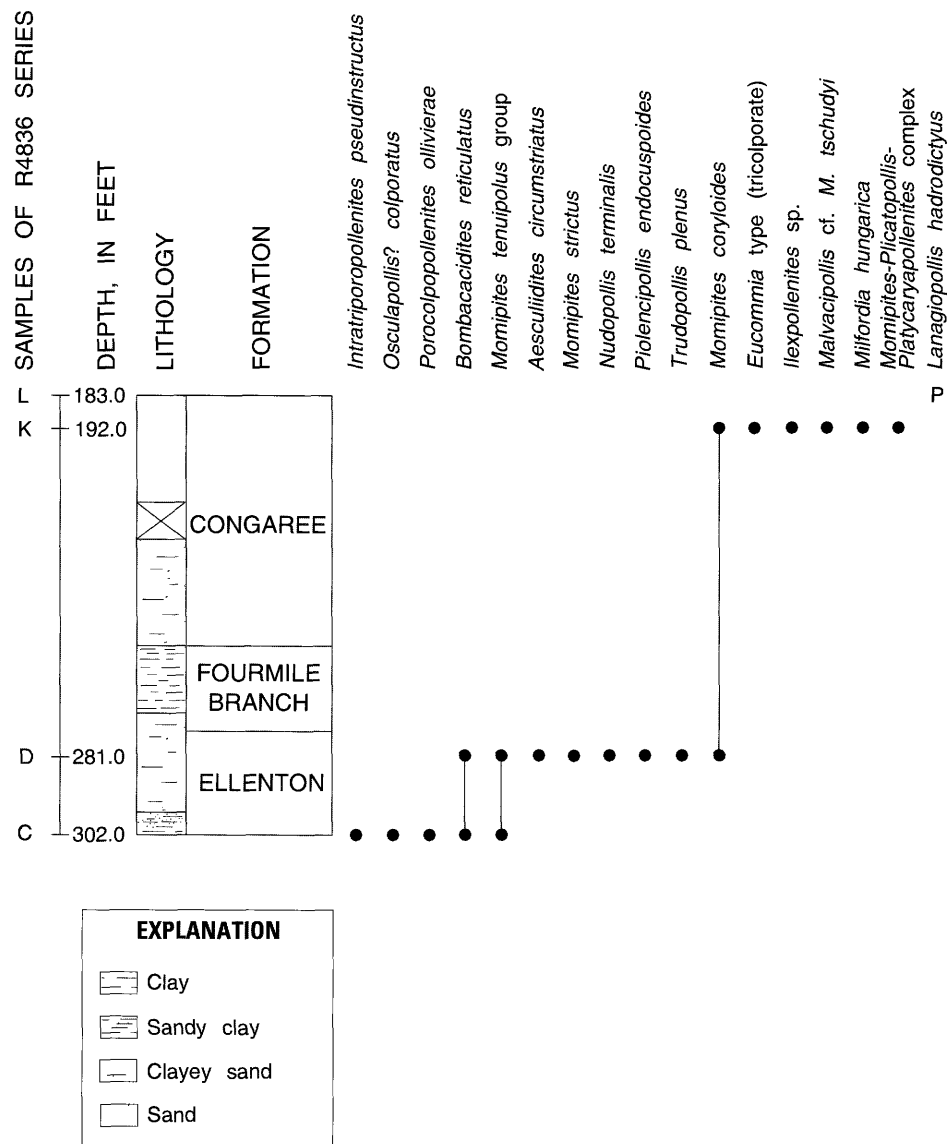 SAMPLES OF R4836 SERIES
DEPTH, IN FEET
LITHOLOGY
FORMATION
Intratriporopollenites pseudinstructus
Osculapollis? colporatus
Porocolpopollenites ollivierae
Bombacacidites reticulatus
Momipites tenuipolus group
Aesculiidites circumstriatus
Momipites strictus
Nudopollis terminalis
Piolencipollis endocuspoides
Trudopollis plenus
Momipites coryloides
Eucommia type (tricolporate)
Ilexpollenites sp.
Malvacipollis cf. M. tschudyi
Milfordia hungarica
Momipites-Plicatopollis-
Platycaryapollenites complex
Lanagiopollis hadrodictyus
L 183.0 P
K 192.0
CONGAREE
FOURMILE
BRANCH
D 281.0
ELLENTON
C 302.0
EXPLANATION
Clay
Sandy clay
Clayey sand
Sand